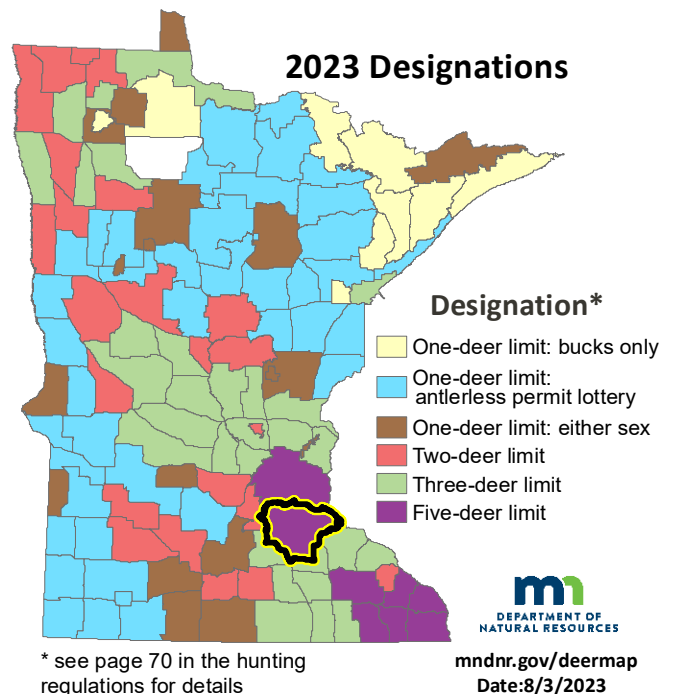 2023 Designations
Designation*
One-deer limit: bucks only
One-deer limit:
antlerless permit lottery
One-deer limit: either sex
Two-deer limit
Three-deer limit
Five-deer limit
mn
DEPARTMENT OF
NATURAL RESOURCES
* see page 70 in the hunting
regulations for details
mndnr.gov/deermap
Date:8/3/2023